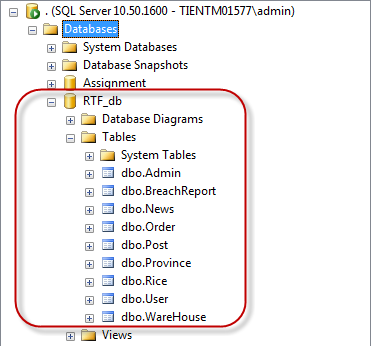 . (SQL Server 10.50.1600 - TIENTM01577\admin)
Databases
System Databases
Database Snapshots
Assignment
RTF_db
Database Diagrams
Tables
System Tables
dbo.Admin
dbo.BreachReport
dbo.News
dbo.Order
dbo.Post
dbo.Province
dbo.Rice
dbo.User
dbo.WareHouse
Views